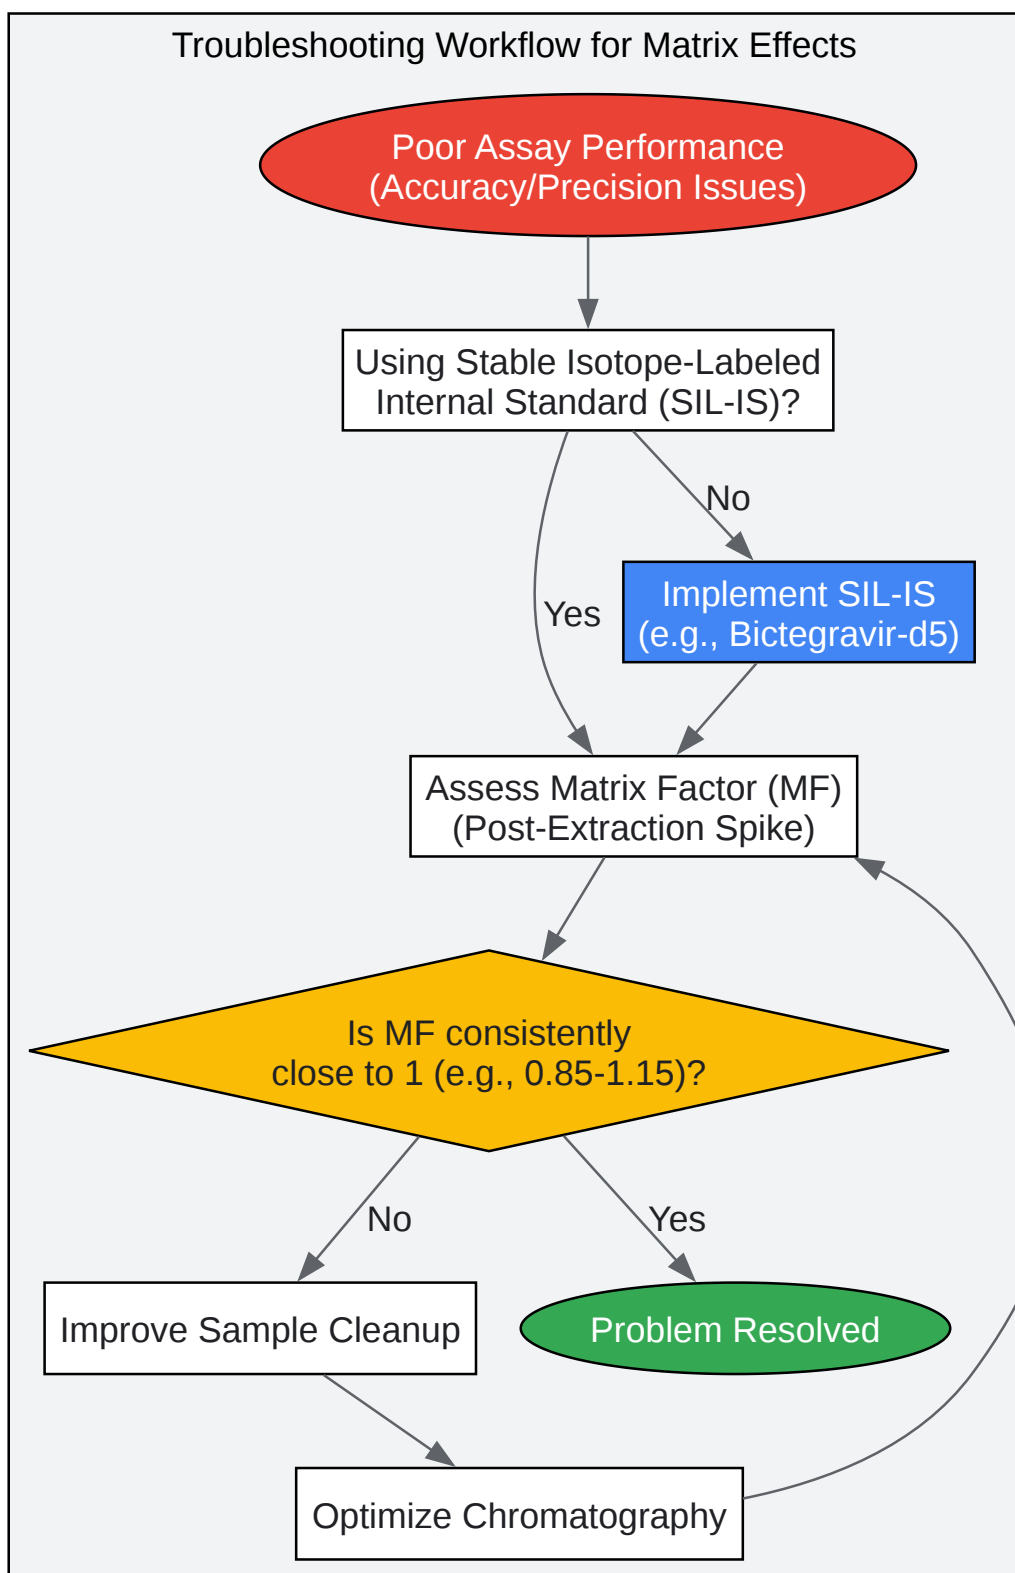 Troubleshooting Workflow for Matrix Effects
Poor Assay Performance
(Accuracy/Precision Issues)
Using Stable Isotope-Labeled
Internal Standard (SIL-IS)?
No
Implement SIL-IS
(e.g., Bictegravir-d5)
Yes
Assess Matrix Factor (MF)
(Post-Extraction Spike)
Is MF consistently
close to 1 (e.g., 0.85-1.15)?
No
Yes
Improve Sample Cleanup
Problem Resolved
Optimize Chromatography